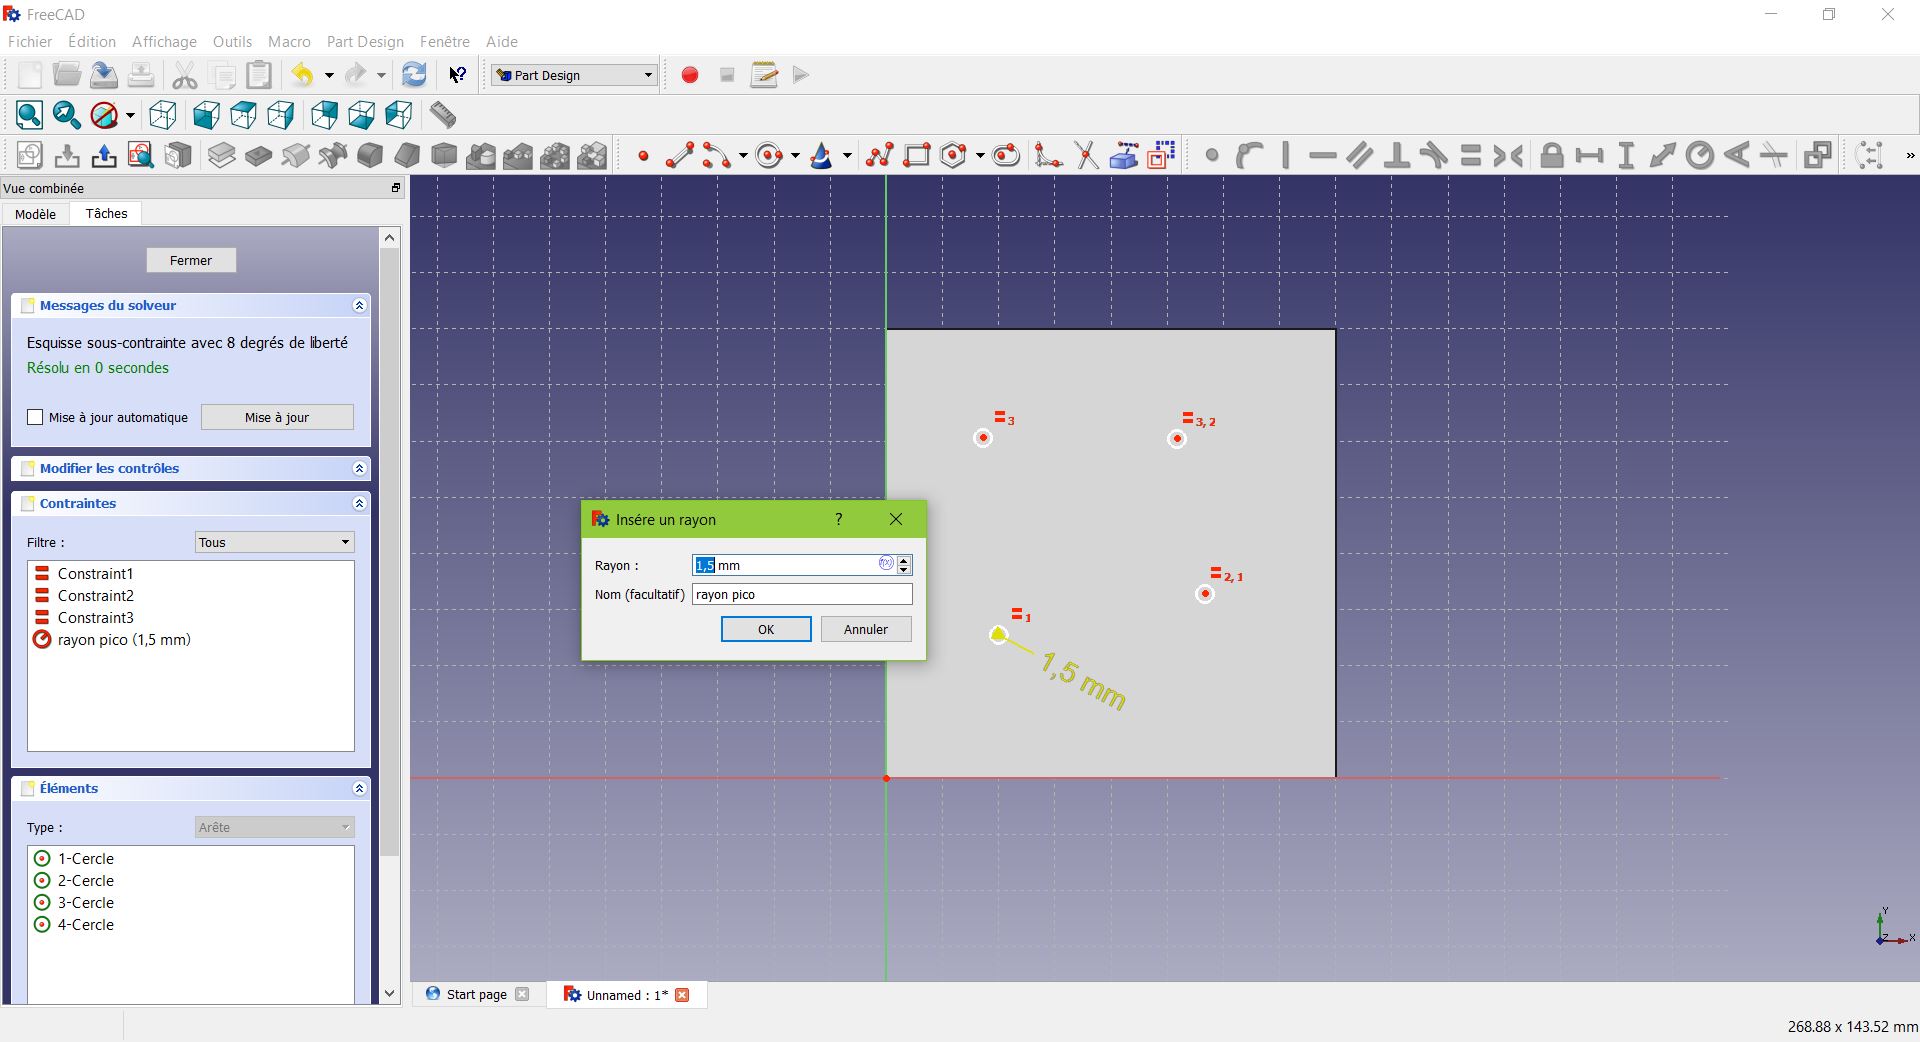 FreeCAD
Fichier Édition Affichage Outils Macro Part Design Fenêtre Aide
Part Design
»
Vue combinée
Modèle Tâches
Fermer
Messages du solveur
Esquisse sous-contrainte avec 8 degrés de liberté
Résolu en 0 secondes
Mise à jour automatique Mise à jour
Modifier les contrôles
Contraintes
Filtre : Tous
Constraint1
Constraint2
Constraint3
rayon pico (1,5 mm)
Éléments
Type : Arête
1-Cercle
2-Cercle
3-Cercle
4-Cercle
3
3, 2
2, 1
1
1,5 mm
Insére un rayon ?
Rayon : 1,5 mm f(x)
Nom (facultatif) rayon pico
OK Annuler
Y
Z X
Start page Unnamed : 1*
268.88 x 143.52 mm